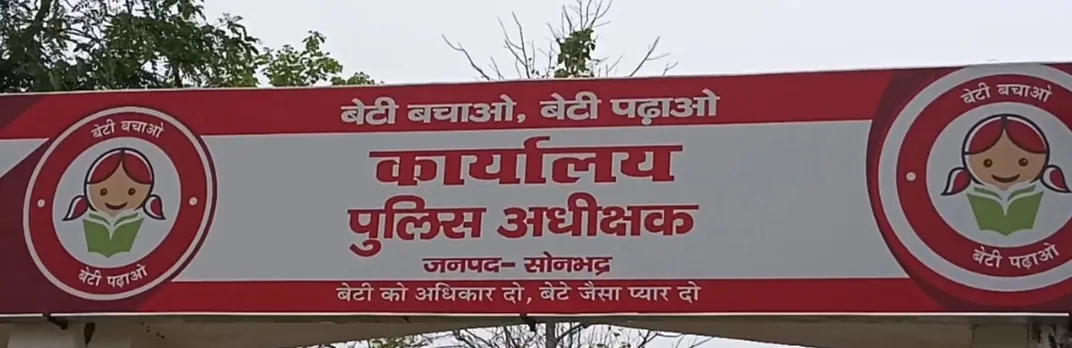 बेटी बचाओ, बेटी पढ़ाओ
बेटी बचाओ
बेटी पढ़ाओ
कार्यालय
पुलिस अधीक्षक
जनपद- सोनभद्र
बेटी को अधिकार दो, बेटे जैसा प्यार दो
बेटी बचाओ
बेटी पढ़ाओ